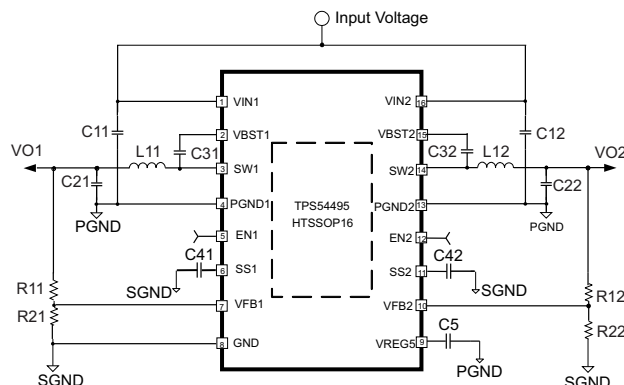 Input Voltage
1 VIN1 VIN2 16
C11 2 VBST1 VBST2 15 C12
VO1 L11 C31 C32 L12 VO2
3 SW1 SW2 14
C21 TPS54495 C22
4 PGND1 HTSSOP16 PGND2 13
PGND PGND
5 EN1 EN2 12
C41 C42
6 SS1 SS2 11
SGND SGND
R11 R12
7 VFB1 VFB2 10
R21 C5 R22
8 GND VREG5 9
SGND PGND SGND